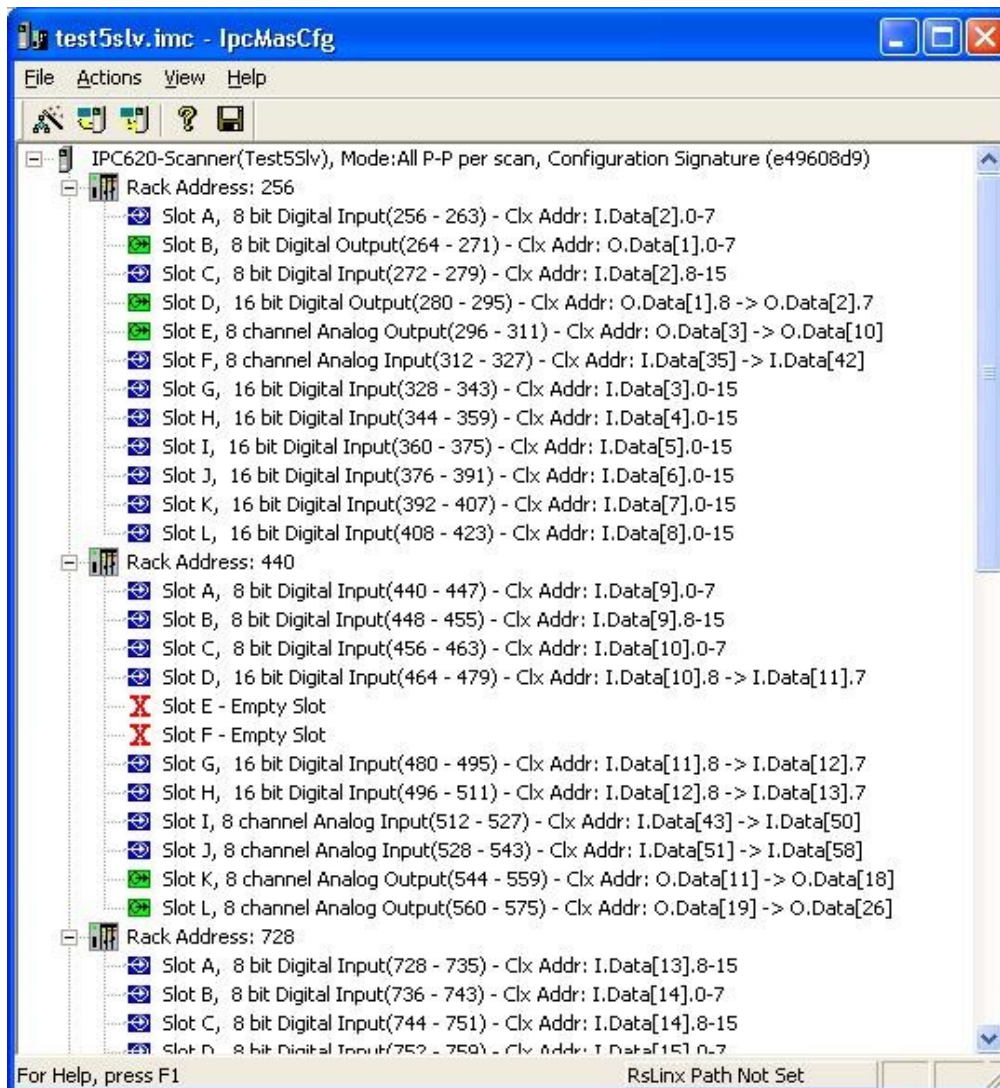 test5slv.imc - IpcMasCfg
File Actions View Help
IPC620-Scanner(Test5Slv), Mode:All P-P per scan, Configuration Signature (e49608d9)
Rack Address: 256
Slot A, 8 bit Digital Input(256 - 263) - Clx Addr: I.Data[2].0-7
Slot B, 8 bit Digital Output(264 - 271) - Clx Addr: O.Data[1].0-7
Slot C, 8 bit Digital Input(272 - 279) - Clx Addr: I.Data[2].8-15
Slot D, 16 bit Digital Output(280 - 295) - Clx Addr: O.Data[1].8 -> O.Data[2].7
Slot E, 8 channel Analog Output(296 - 311) - Clx Addr: O.Data[3] -> O.Data[10]
Slot F, 8 channel Analog Input(312 - 327) - Clx Addr: I.Data[35] -> I.Data[42]
Slot G, 16 bit Digital Input(328 - 343) - Clx Addr: I.Data[3].0-15
Slot H, 16 bit Digital Input(344 - 359) - Clx Addr: I.Data[4].0-15
Slot I, 16 bit Digital Input(360 - 375) - Clx Addr: I.Data[5].0-15
Slot J, 16 bit Digital Input(376 - 391) - Clx Addr: I.Data[6].0-15
Slot K, 16 bit Digital Input(392 - 407) - Clx Addr: I.Data[7].0-15
Slot L, 16 bit Digital Input(408 - 423) - Clx Addr: I.Data[8].0-15
Rack Address: 440
Slot A, 8 bit Digital Input(440 - 447) - Clx Addr: I.Data[9].0-7
Slot B, 8 bit Digital Input(448 - 455) - Clx Addr: I.Data[9].8-15
Slot C, 8 bit Digital Input(456 - 463) - Clx Addr: I.Data[10].0-7
Slot D, 16 bit Digital Input(464 - 479) - Clx Addr: I.Data[10].8 -> I.Data[11].7
Slot E - Empty Slot
Slot F - Empty Slot
Slot G, 16 bit Digital Input(480 - 495) - Clx Addr: I.Data[11].8 -> I.Data[12].7
Slot H, 16 bit Digital Input(496 - 511) - Clx Addr: I.Data[12].8 -> I.Data[13].7
Slot I, 8 channel Analog Input(512 - 527) - Clx Addr: I.Data[43] -> I.Data[50]
Slot J, 8 channel Analog Input(528 - 543) - Clx Addr: I.Data[51] -> I.Data[58]
Slot K, 8 channel Analog Output(544 - 559) - Clx Addr: O.Data[11] -> O.Data[18]
Slot L, 8 channel Analog Output(560 - 575) - Clx Addr: O.Data[19] -> O.Data[26]
Rack Address: 728
Slot A, 8 bit Digital Input(728 - 735) - Clx Addr: I.Data[13].8-15
Slot B, 8 bit Digital Input(736 - 743) - Clx Addr: I.Data[14].0-7
Slot C, 8 bit Digital Input(744 - 751) - Clx Addr: I.Data[14].8-15
Slot D, 8 bit Digital Input(752 - 759) - Clx Addr: I.Data[15].0-7
For Help, press F1
RsLinx Path Not Set